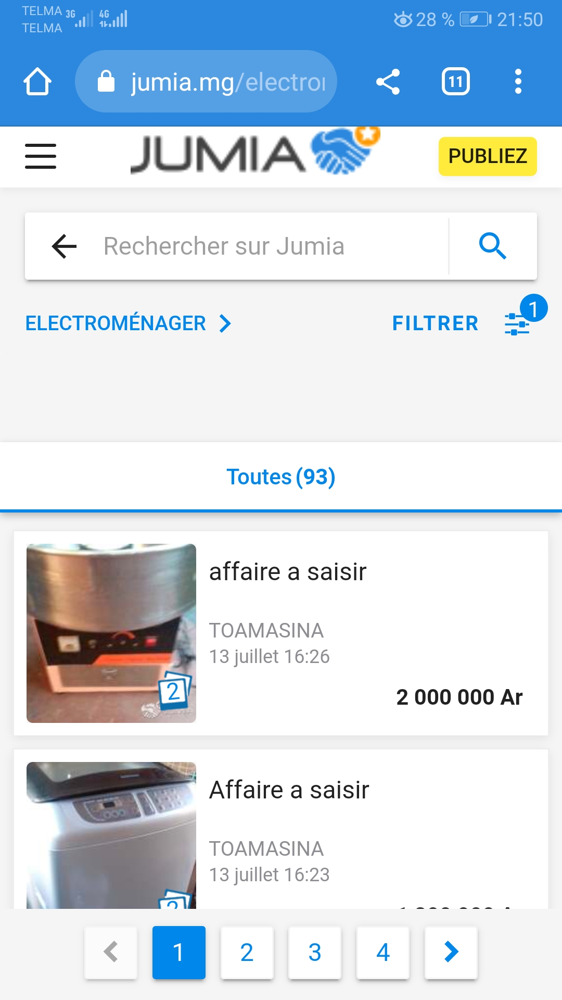 TELMA 3G 4G 28 % 21:50
TELMA
jumia.mg/electro
11
JUMIA
PUBLIEZ
Rechercher sur Jumia
ELECTROMÉNAGER
FILTRER 1
Toutes (93)
affaire a saisir
TOAMASINA
13 juillet 16:26
2
2 000 000 Ar
Affaire a saisir
TOAMASINA
13 juillet 16:23
2
1 2 3 4